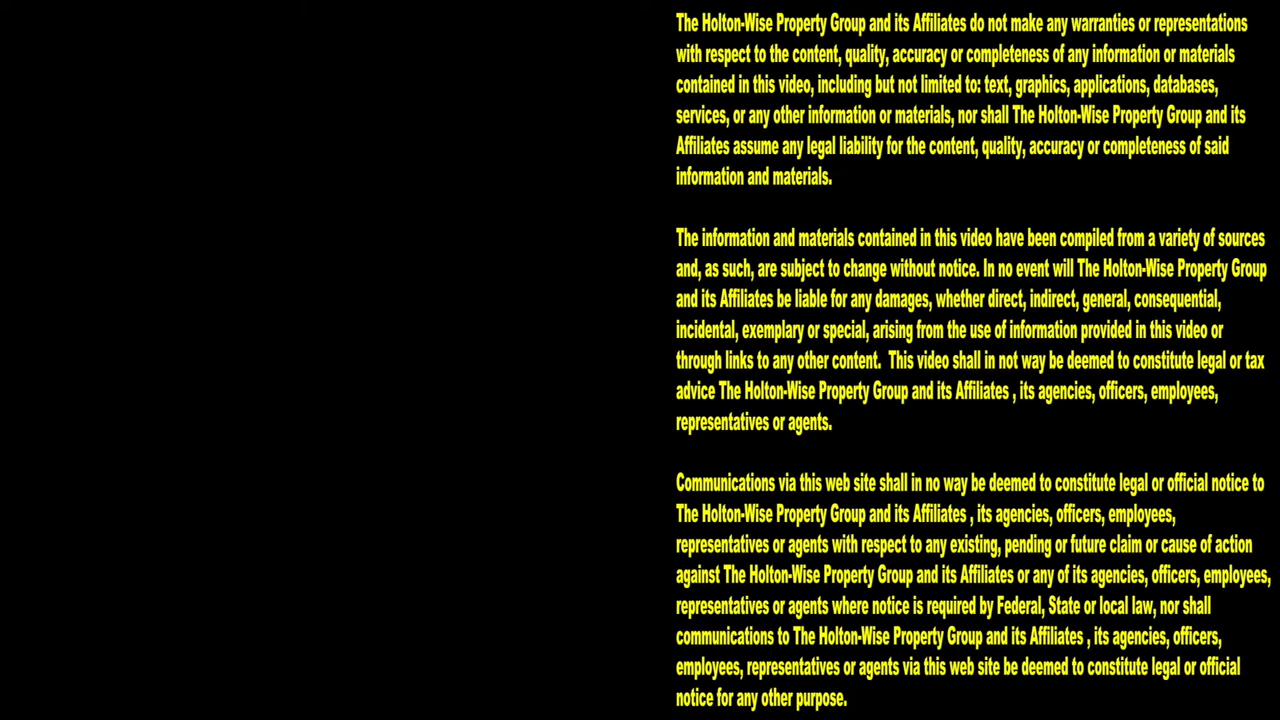 The Holton-Wise Property Group and its Affiliates do not make any warranties or representations
with respect to the content, quality, accuracy or completeness of any information or materials
contained in this video, including but not limited to: text, graphics, applications, databases,
services, or any other information or materials, nor shall The Holton-Wise Property Group and its
Affiliates assume any legal liability for the content, quality, accuracy or completeness of said
information and materials.
The information and materials contained in this video have been compiled from a variety of sources
and, as such, are subject to change without notice. In no event will The Holton-Wise Property Group
and its Affiliates be liable for any damages, whether direct, indirect, general, consequential,
incidental, exemplary or special, arising from the use of information provided in this video or
through links to any other content.  This video shall in not way be deemed to constitute legal or tax
advice The Holton-Wise Property Group and its Affiliates , its agencies, officers, employees,
representatives or agents.
Communications via this web site shall in no way be deemed to constitute legal or official notice to
The Holton-Wise Property Group and its Affiliates , its agencies, officers, employees,
representatives or agents with respect to any existing, pending or future claim or cause of action
against The Holton-Wise Property Group and its Affiliates or any of its agencies, officers, employees,
representatives or agents where notice is required by Federal, State or local law, nor shall
communications to The Holton-Wise Property Group and its Affiliates , its agencies, officers,
employees, representatives or agents via this web site be deemed to constitute legal or official
notice for any other purpose.